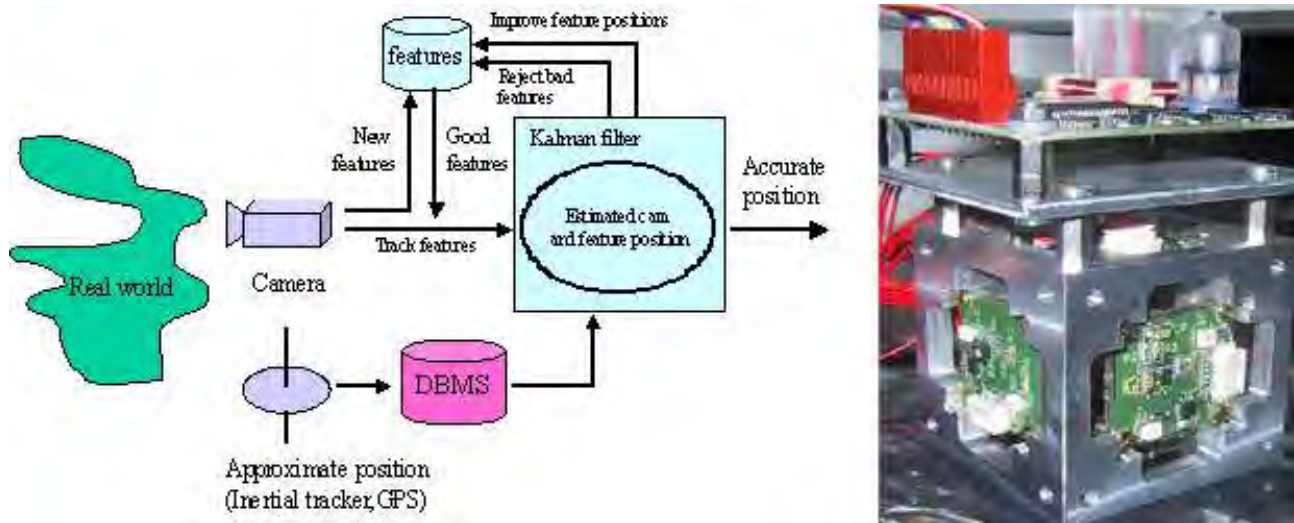 Improve feature positions
features
Reject bad
features
New
features
Good
features
Kalman filter
Accurate
position
Estimated cam
and feature position
Track features
Real world
Camera
DBMS
Approximate position
(Inertial tracker, GPS)